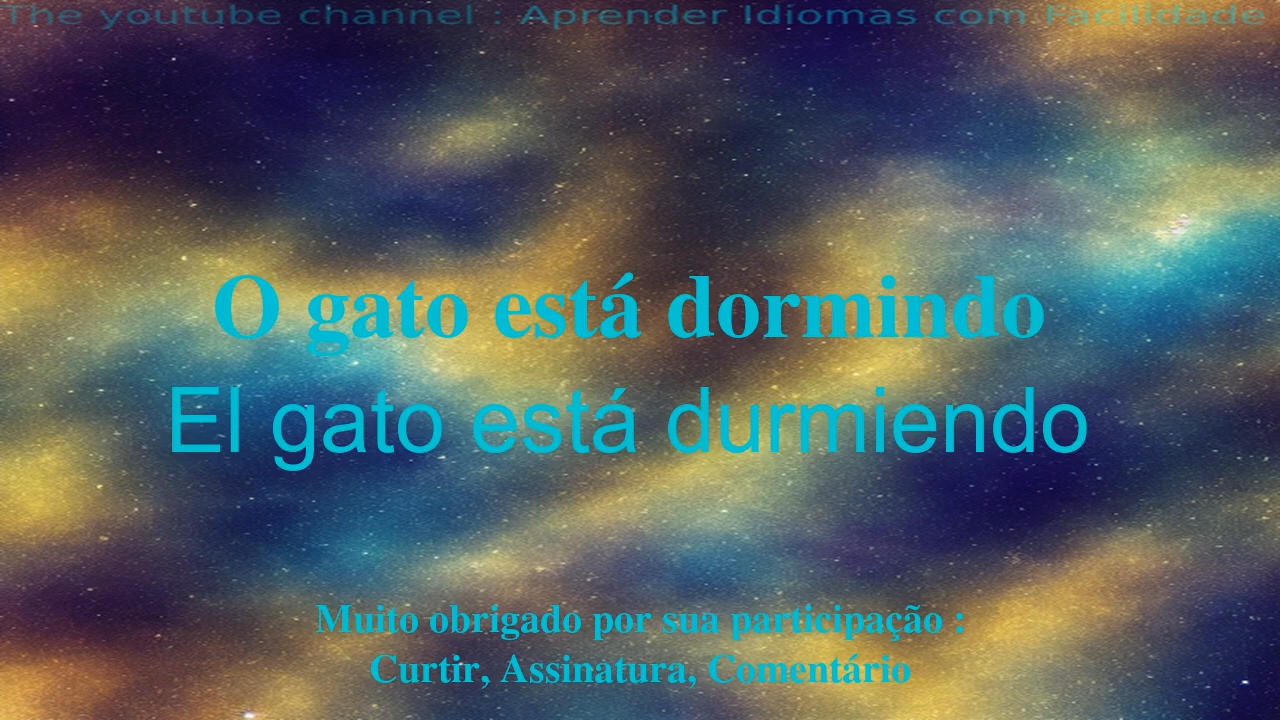 The youtube channel : Aprender Idiomas com Facilidade
O gato está dormindo
El gato está durmiendo
Muito obrigado por sua participação :
Curtir, Assinatura, Comentário